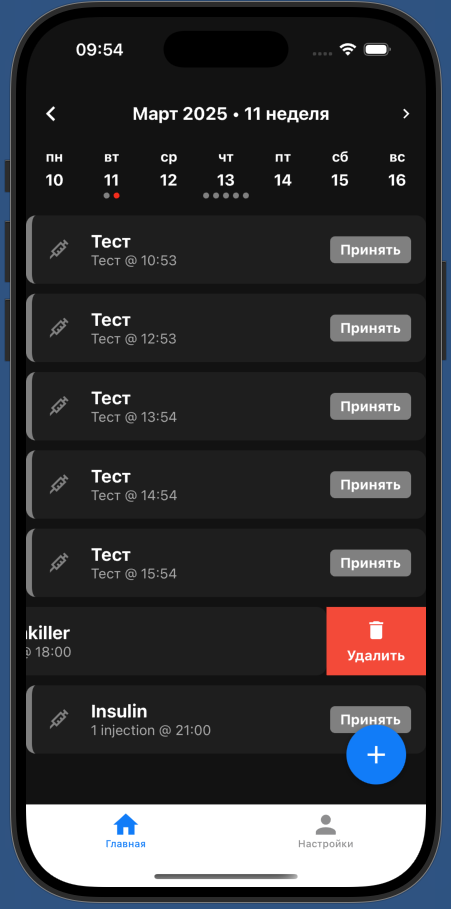 09:54
Март 2025 • 11 неделя
пн вт ср чт пт сб вс
10 11 12 13 14 15 16
Тест
Тест @ 10:53
Принять
Тест
Тест @ 12:53
Принять
Тест
Тест @ 13:54
Принять
Тест
Тест @ 14:54
Принять
Тест
Тест @ 15:54
Принять
killer
@ 18:00
Удалить
Insulin
1 injection @ 21:00
Принять
Главная
Настройки